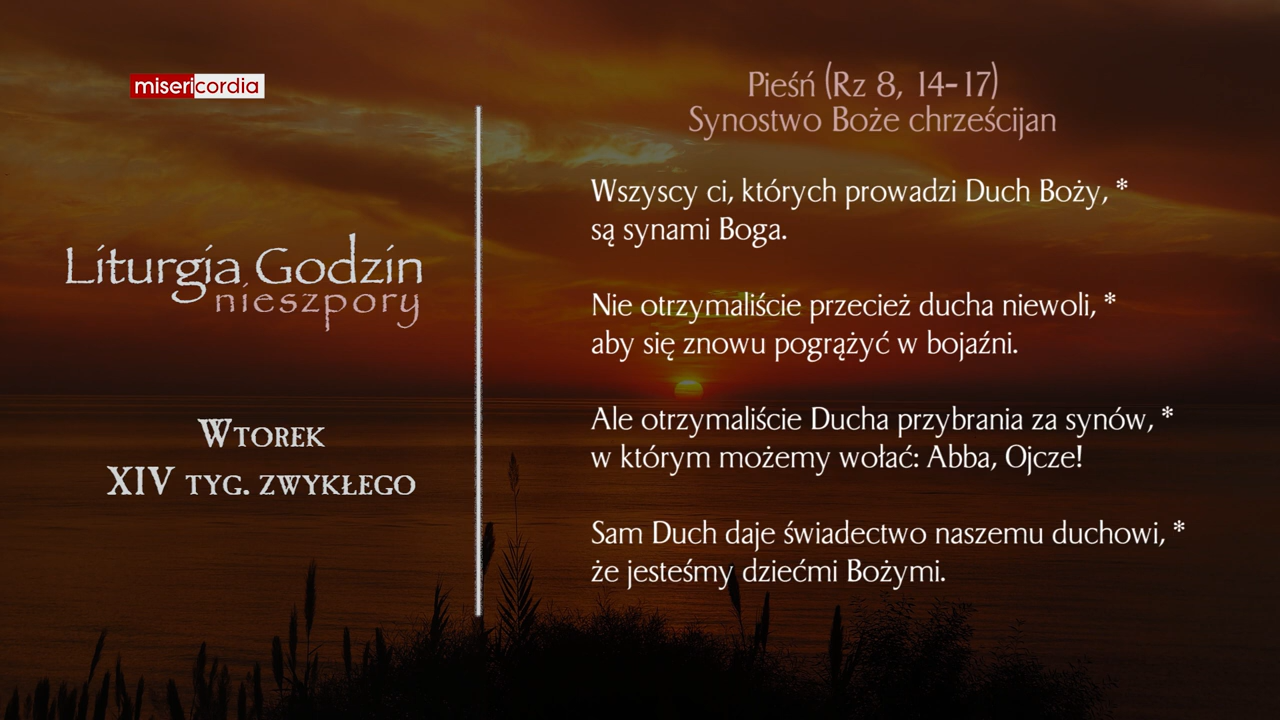 misericordia
Liturgia Godzin
nieszpory
Wtorek
XIV tyg. zwykłego
Pieśń (Rz 8, 14-17)
Synostwo Boże chrześcijan
Wszyscy ci, których prowadzi Duch Boży, *
są synami Boga.
Nie otrzymaliście przecież ducha niewoli, *
aby się znowu pogrążyć w bojaźni.
Ale otrzymaliście Ducha przybrania za synów, *
w którym możemy wołać: Abba, Ojcze!
Sam Duch daje świadectwo naszemu duchowi, *
że jesteśmy dziećmi Bożymi.